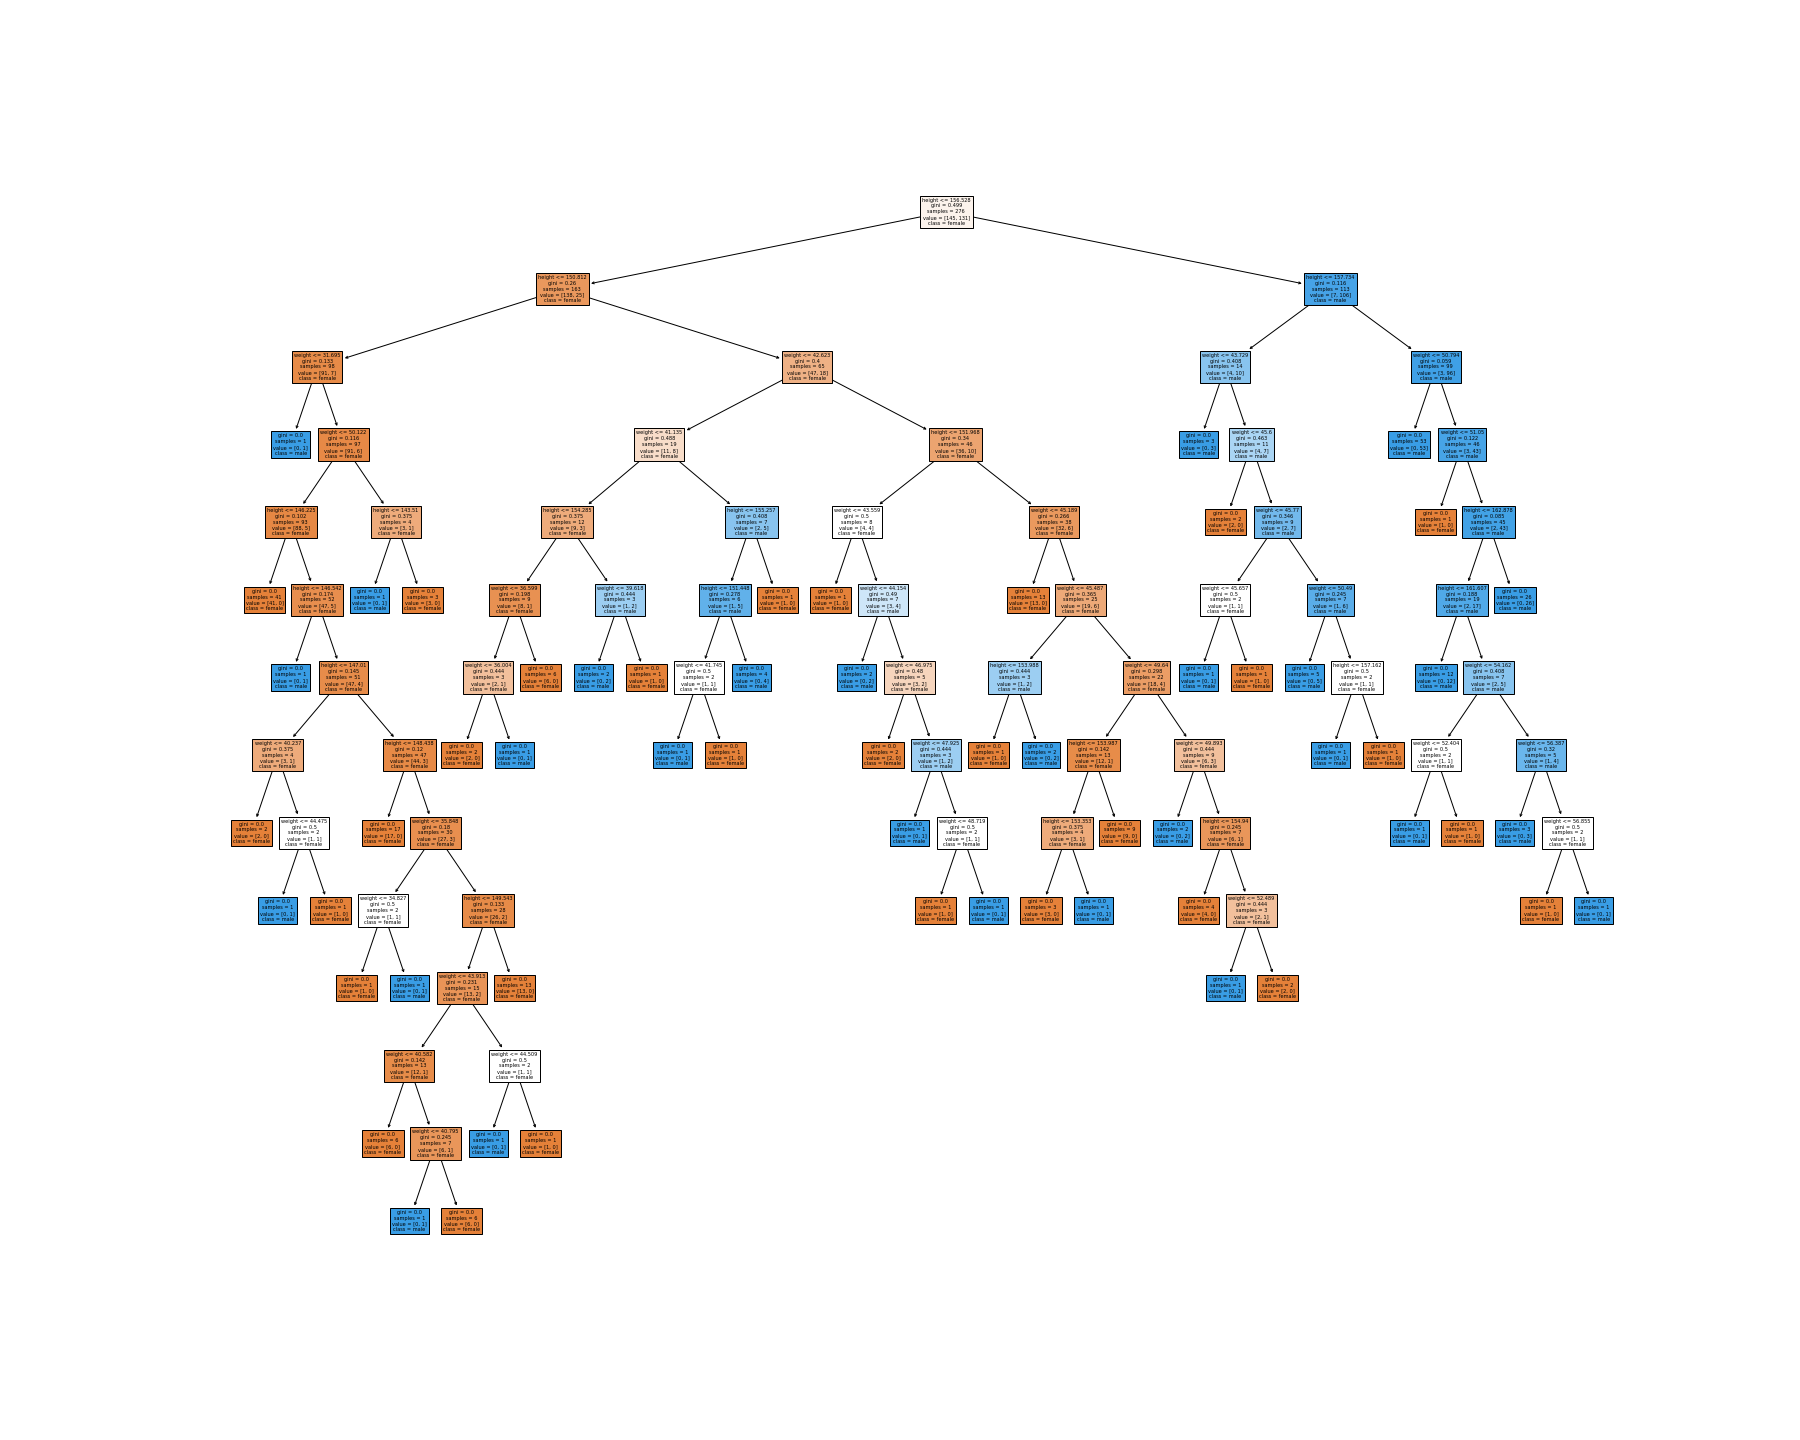 height <= 156.528
gini = 0.499
samples = 276
value = [145, 131]
class = female
height <= 150.812
gini = 0.26
samples = 163
value = [138, 25]
class = female
height <= 157.734
gini = 0.116
samples = 113
value = [7, 106]
class = male
weight <= 31.695
gini = 0.133
samples = 98
value = [91, 7]
class = female
weight <= 42.623
gini = 0.4
samples = 65
value = [47, 18]
class = female
weight <= 43.729
gini = 0.408
samples = 14
value = [4, 10]
class = male
weight <= 50.794
gini = 0.059
samples = 99
value = [3, 96]
class = male
gini = 0.0
samples = 1
value = [0, 1]
class = male
weight <= 50.122
gini = 0.116
samples = 97
value = [91, 6]
class = female
weight <= 41.135
gini = 0.488
samples = 19
value = [11, 8]
class = female
height <= 151.968
gini = 0.34
samples = 46
value = [36, 10]
class = female
gini = 0.0
samples = 3
value = [0, 3]
class = male
weight <= 45.6
gini = 0.463
samples = 11
value = [4, 7]
class = male
gini = 0.0
samples = 53
value = [0, 53]
class = male
weight <= 51.05
gini = 0.122
samples = 46
value = [3, 43]
class = male
height <= 146.225
gini = 0.102
samples = 93
value = [88, 5]
class = female
height <= 143.51
gini = 0.375
samples = 4
value = [3, 1]
class = female
height <= 154.285
gini = 0.375
samples = 12
value = [9, 3]
class = female
height <= 155.257
gini = 0.408
samples = 7
value = [2, 5]
class = male
weight <= 43.559
gini = 0.5
samples = 8
value = [4, 4]
class = female
weight <= 45.189
gini = 0.266
samples = 38
value = [32, 6]
class = female
gini = 0.0
samples = 2
value = [2, 0]
class = female
weight <= 45.77
gini = 0.346
samples = 9
value = [2, 7]
class = male
gini = 0.0
samples = 1
value = [1, 0]
class = female
height <= 162.878
gini = 0.085
samples = 45
value = [2, 43]
class = male
gini = 0.0
samples = 41
value = [41, 0]
class = female
height <= 146.542
gini = 0.174
samples = 52
value = [47, 5]
class = female
gini = 0.0
samples = 1
value = [0, 1]
class = male
gini = 0.0
samples = 3
value = [3, 0]
class = female
weight <= 36.599
gini = 0.198
samples = 9
value = [8, 1]
class = female
weight <= 39.618
gini = 0.444
samples = 3
value = [1, 2]
class = male
height <= 151.448
gini = 0.278
samples = 6
value = [1, 5]
class = male
gini = 0.0
samples = 1
value = [1, 0]
class = female
gini = 0.0
samples = 1
value = [1, 0]
class = female
weight <= 44.154
gini = 0.49
samples = 7
value = [3, 4]
class = male
gini = 0.0
samples = 13
value = [13, 0]
class = female
weight <= 45.487
gini = 0.365
samples = 25
value = [19, 6]
class = female
weight <= 45.657
gini = 0.5
samples = 2
value = [1, 1]
class = female
weight <= 50.49
gini = 0.245
samples = 7
value = [1, 6]
class = male
height <= 161.607
gini = 0.188
samples = 19
value = [2, 17]
class = male
gini = 0.0
samples = 26
value = [0, 26]
class = male
gini = 0.0
samples = 1
value = [0, 1]
class = male
height <= 147.01
gini = 0.145
samples = 51
value = [47, 4]
class = female
weight <= 36.004
gini = 0.444
samples = 3
value = [2, 1]
class = female
gini = 0.0
samples = 6
value = [6, 0]
class = female
gini = 0.0
samples = 2
value = [0, 2]
class = male
gini = 0.0
samples = 1
value = [1, 0]
class = female
weight <= 41.745
gini = 0.5
samples = 2
value = [1, 1]
class = female
gini = 0.0
samples = 4
value = [0, 4]
class = male
gini = 0.0
samples = 2
value = [0, 2]
class = male
weight <= 46.975
gini = 0.48
samples = 5
value = [3, 2]
class = female
height <= 153.988
gini = 0.444
samples = 3
value = [1, 2]
class = male
weight <= 49.64
gini = 0.298
samples = 22
value = [18, 4]
class = female
gini = 0.0
samples = 1
value = [0, 1]
class = male
gini = 0.0
samples = 1
value = [1, 0]
class = female
gini = 0.0
samples = 5
value = [0, 5]
class = male
height <= 157.162
gini = 0.5
samples = 2
value = [1, 1]
class = female
gini = 0.0
samples = 12
value = [0, 12]
class = male
weight <= 54.162
gini = 0.408
samples = 7
value = [2, 5]
class = male
weight <= 40.237
gini = 0.375
samples = 4
value = [3, 1]
class = female
height <= 148.438
gini = 0.12
samples = 47
value = [44, 3]
class = female
gini = 0.0
samples = 2
value = [2, 0]
class = female
gini = 0.0
samples = 1
value = [0, 1]
class = male
gini = 0.0
samples = 1
value = [0, 1]
class = male
gini = 0.0
samples = 1
value = [1, 0]
class = female
gini = 0.0
samples = 2
value = [2, 0]
class = female
weight <= 47.925
gini = 0.444
samples = 3
value = [1, 2]
class = male
gini = 0.0
samples = 1
value = [1, 0]
class = female
gini = 0.0
samples = 2
value = [0, 2]
class = male
height <= 153.987
gini = 0.142
samples = 13
value = [12, 1]
class = female
weight <= 49.893
gini = 0.444
samples = 9
value = [6, 3]
class = female
gini = 0.0
samples = 1
value = [0, 1]
class = male
gini = 0.0
samples = 1
value = [1, 0]
class = female
weight <= 52.404
gini = 0.5
samples = 2
value = [1, 1]
class = female
weight <= 56.387
gini = 0.32
samples = 5
value = [1, 4]
class = male
gini = 0.0
samples = 2
value = [2, 0]
class = female
weight <= 44.475
gini = 0.5
samples = 2
value = [1, 1]
class = female
gini = 0.0
samples = 17
value = [17, 0]
class = female
weight <= 35.848
gini = 0.18
samples = 30
value = [27, 3]
class = female
gini = 0.0
samples = 1
value = [0, 1]
class = male
weight <= 48.719
gini = 0.5
samples = 2
value = [1, 1]
class = female
height <= 153.353
gini = 0.375
samples = 4
value = [3, 1]
class = female
gini = 0.0
samples = 9
value = [9, 0]
class = female
gini = 0.0
samples = 2
value = [0, 2]
class = male
height <= 154.94
gini = 0.245
samples = 7
value = [6, 1]
class = female
gini = 0.0
samples = 1
value = [0, 1]
class = male
gini = 0.0
samples = 1
value = [1, 0]
class = female
gini = 0.0
samples = 3
value = [0, 3]
class = male
weight <= 56.855
gini = 0.5
samples = 2
value = [1, 1]
class = female
gini = 0.0
samples = 1
value = [0, 1]
class = male
gini = 0.0
samples = 1
value = [1, 0]
class = female
weight <= 34.827
gini = 0.5
samples = 2
value = [1, 1]
class = female
height <= 149.543
gini = 0.133
samples = 28
value = [26, 2]
class = female
gini = 0.0
samples = 1
value = [1, 0]
class = female
gini = 0.0
samples = 1
value = [0, 1]
class = male
gini = 0.0
samples = 3
value = [3, 0]
class = female
gini = 0.0
samples = 1
value = [0, 1]
class = male
gini = 0.0
samples = 4
value = [4, 0]
class = female
weight <= 52.489
gini = 0.444
samples = 3
value = [2, 1]
class = female
gini = 0.0
samples = 1
value = [1, 0]
class = female
gini = 0.0
samples = 1
value = [0, 1]
class = male
gini = 0.0
samples = 1
value = [1, 0]
class = female
gini = 0.0
samples = 1
value = [0, 1]
class = male
weight <= 43.913
gini = 0.231
samples = 15
value = [13, 2]
class = female
gini = 0.0
samples = 13
value = [13, 0]
class = female
gini = 0.0
samples = 1
value = [0, 1]
class = male
gini = 0.0
samples = 2
value = [2, 0]
class = female
weight <= 40.582
gini = 0.142
samples = 13
value = [12, 1]
class = female
weight <= 44.509
gini = 0.5
samples = 2
value = [1, 1]
class = female
gini = 0.0
samples = 6
value = [6, 0]
class = female
weight <= 40.795
gini = 0.245
samples = 7
value = [6, 1]
class = female
gini = 0.0
samples = 1
value = [0, 1]
class = male
gini = 0.0
samples = 1
value = [1, 0]
class = female
gini = 0.0
samples = 1
value = [0, 1]
class = male
gini = 0.0
samples = 6
value = [6, 0]
class = female